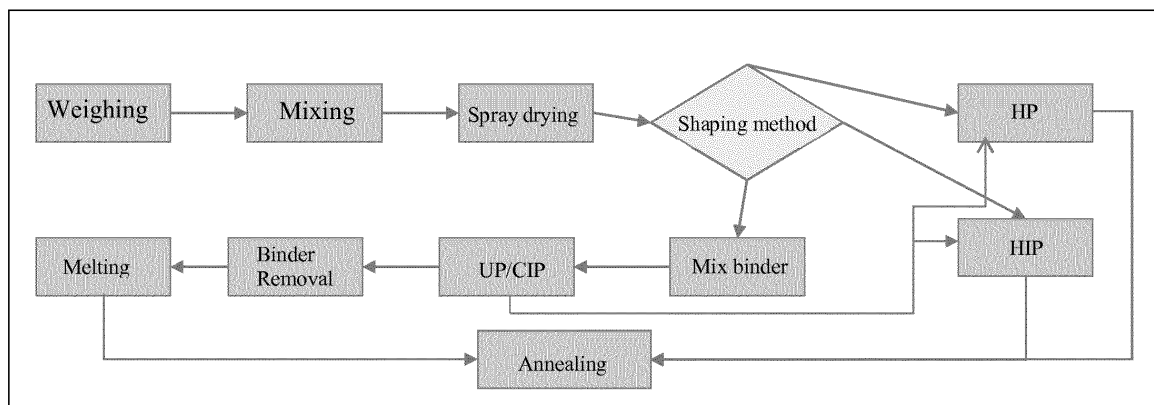 Weighing
Mixing
Spray drying
Shaping method
HP
Melting
Binder
Removal
UP/CIP
Mix binder
HIP
Annealing